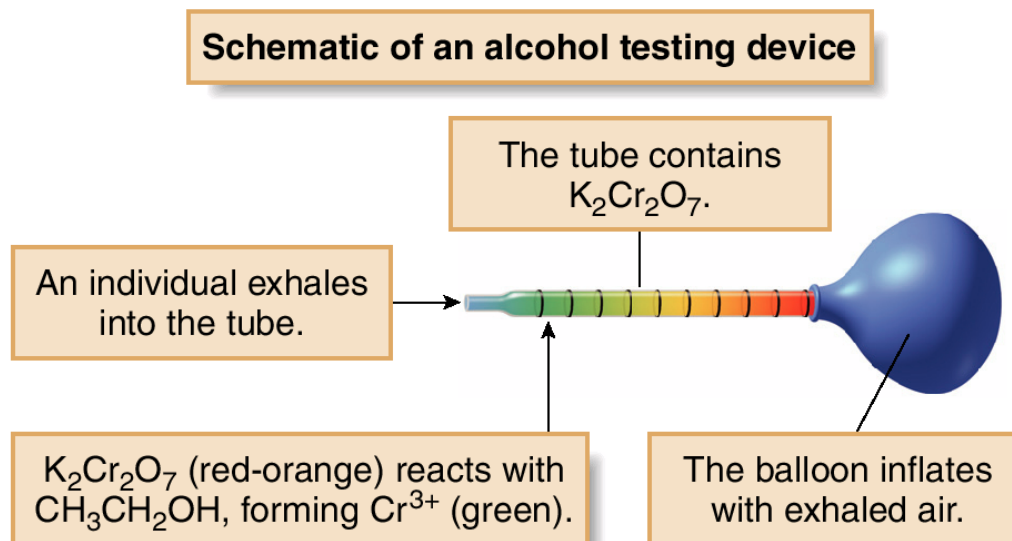 Schematic of an alcohol testing device
The tube contains
K₂Cr₂O₇.
An individual exhales
into the tube.
K₂Cr₂O₇ (red-orange) reacts with
CH₃CH₂OH, forming Cr³⁺ (green).
The balloon inflates
with exhaled air.